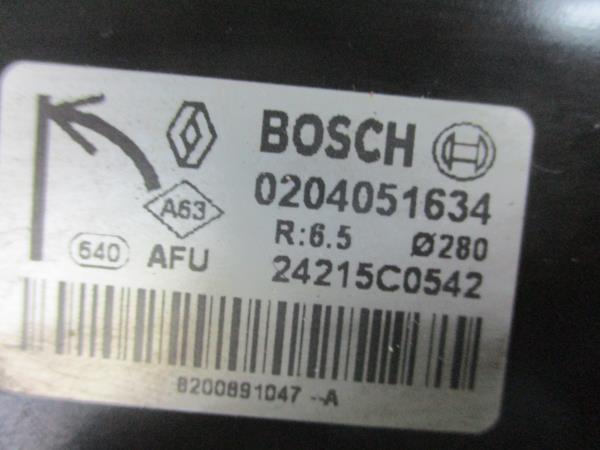 BOSCH
0204051634
A63
R:6.5 Ø280
640 AFU
24215C0542
8200891047--A